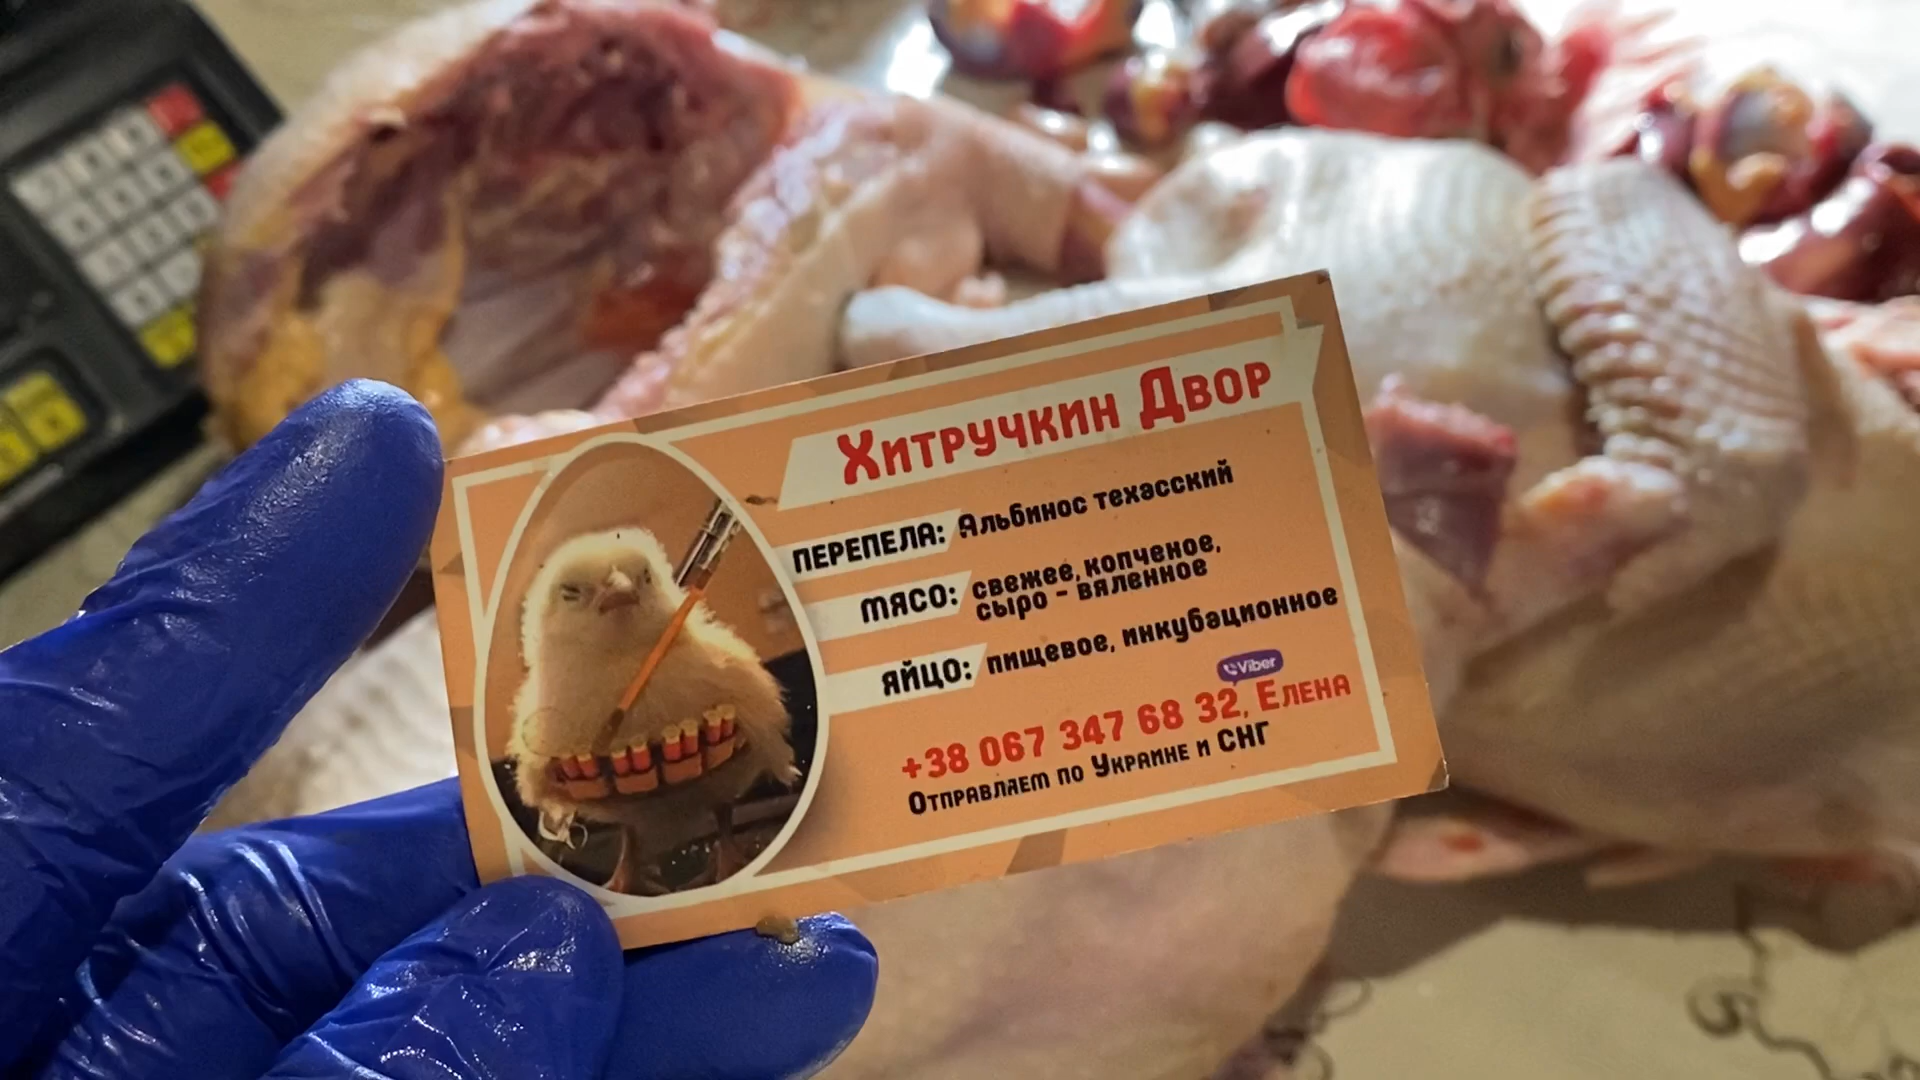 Хитручкин Двор
ПЕРЕПЕЛА: Альбинос техасский
МЯСО: свежее, копченое,
сыро - вяленное
ЯЙЦО: пищевое, инкубационное
Viber
+38 067 347 68 32, Елена
Отправляем по Украине и СНГ